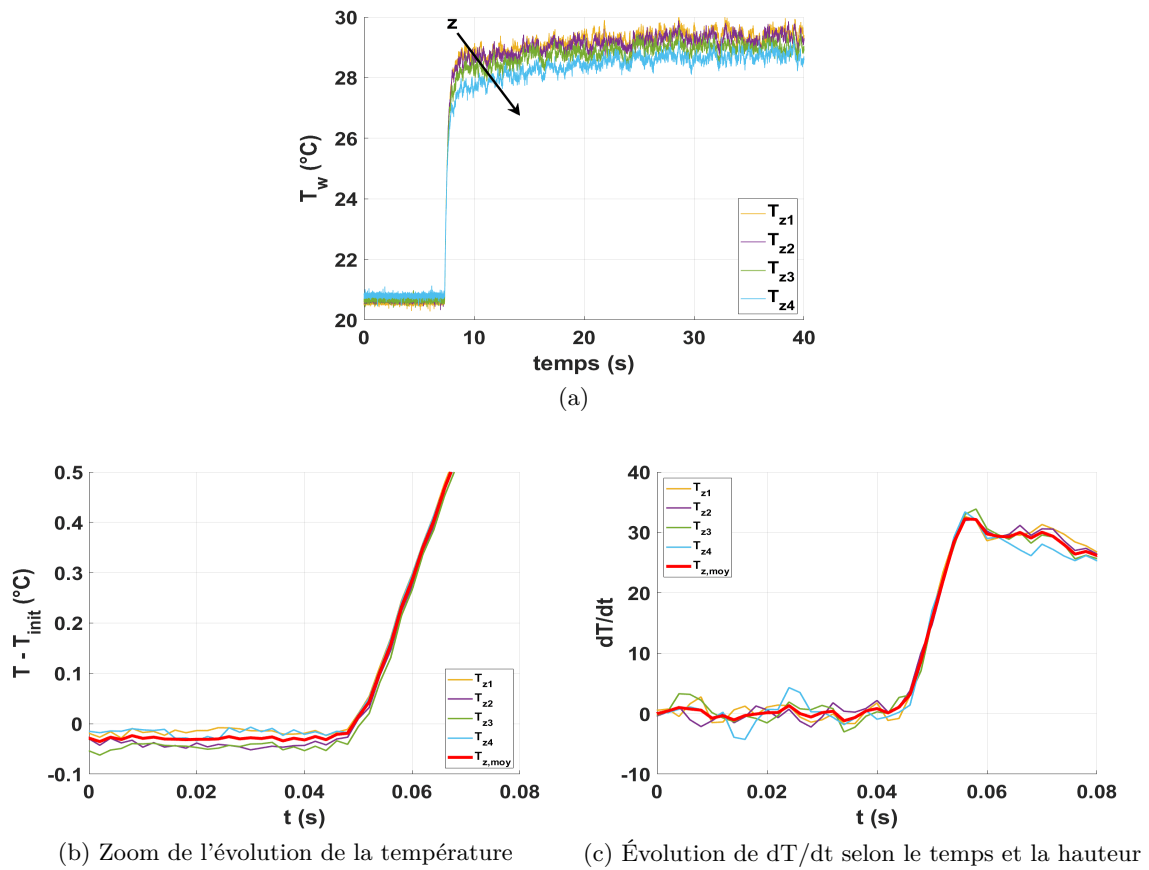 30
28
26
24
22
20
T_w (°C)
z
T_z1
T_z2
T_z3
T_z4
0 10 20 30 40
temps (s)
(a)
0.5
0.4
0.3
0.2
0.1
0
-0.1
T - T_init (°C)
T_z1
T_z2
T_z3
T_z4
T_z,moy
0 0.02 0.04 0.06 0.08
t (s)
(b) Zoom de l'évolution de la température
40
30
20
10
0
-10
dT/dt
T_z1
T_z2
T_z3
T_z4
T_z,moy
0 0.02 0.04 0.06 0.08
t (s)
(c) Évolution de dT/dt selon le temps et la hauteur